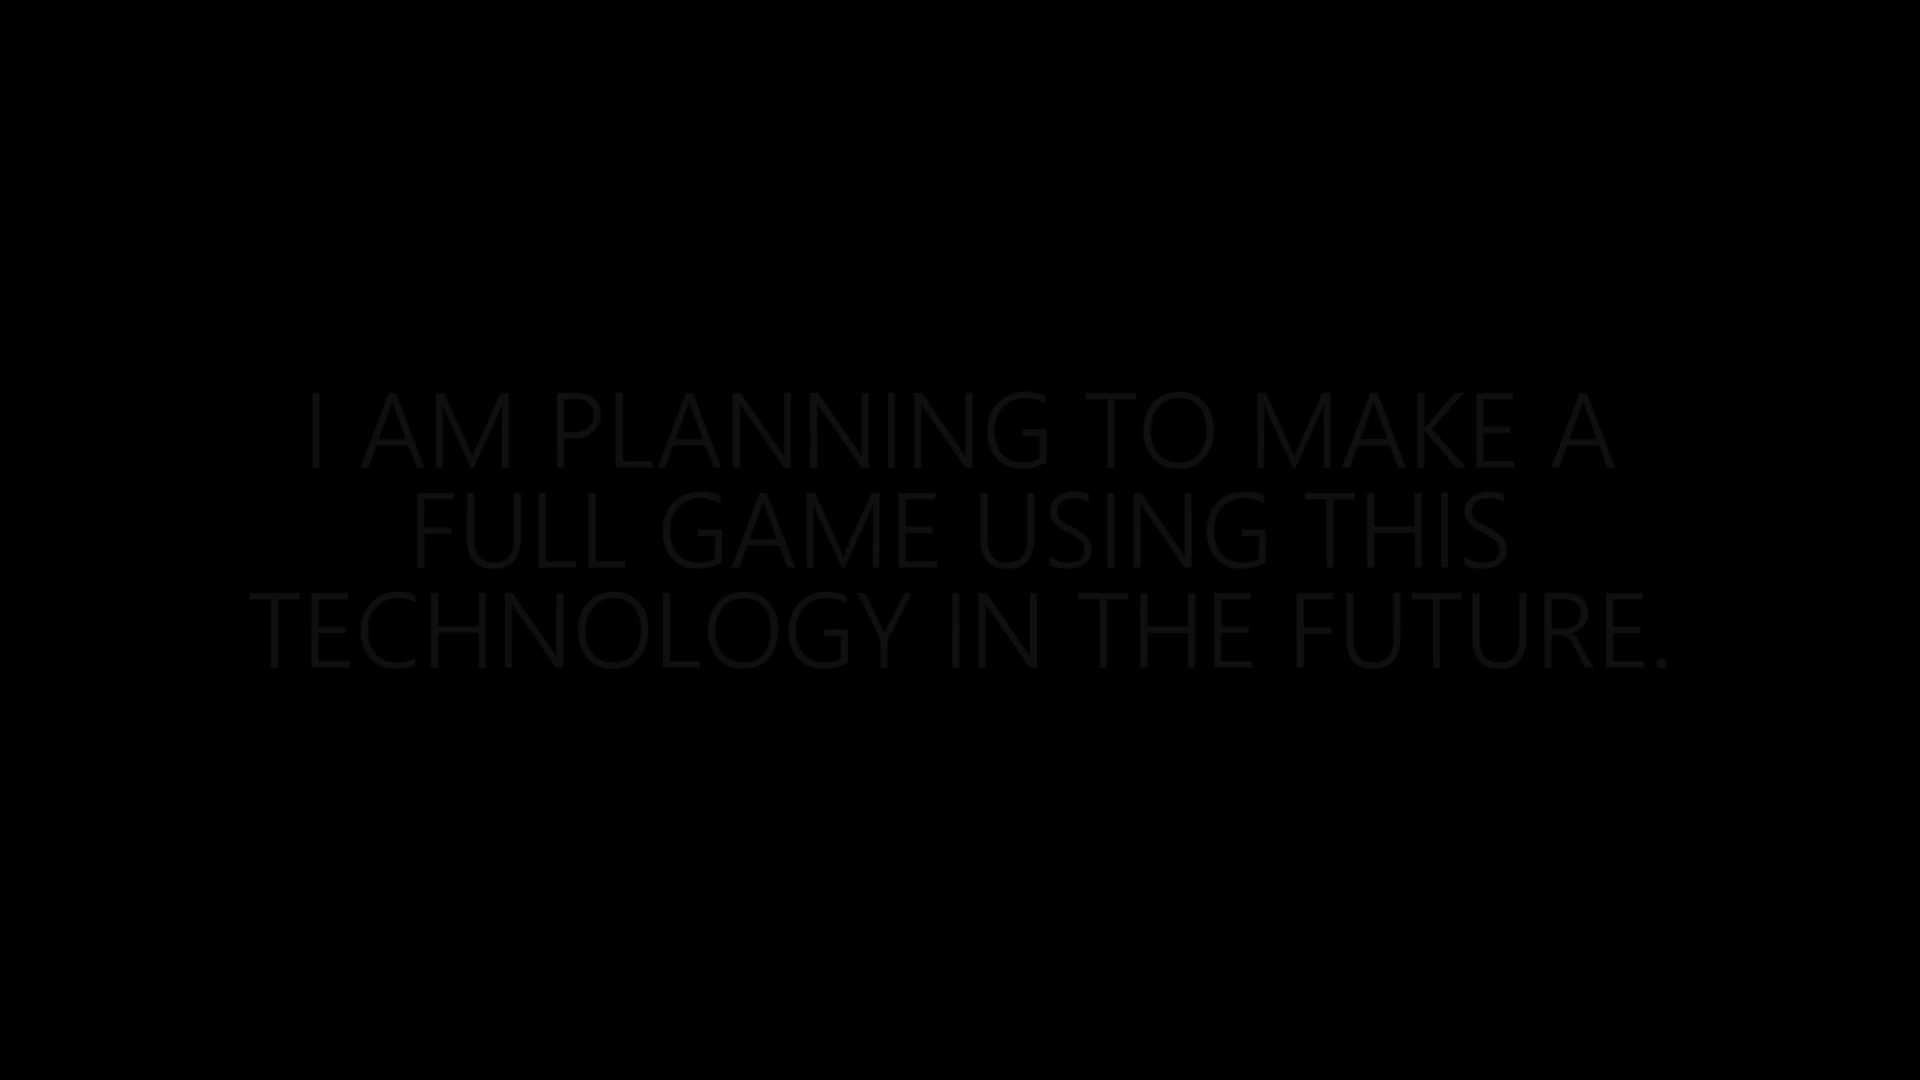 I AM PLANNING TO MAKE A
FULL GAME USING THIS
TECHNOLOGY IN THE FUTURE.